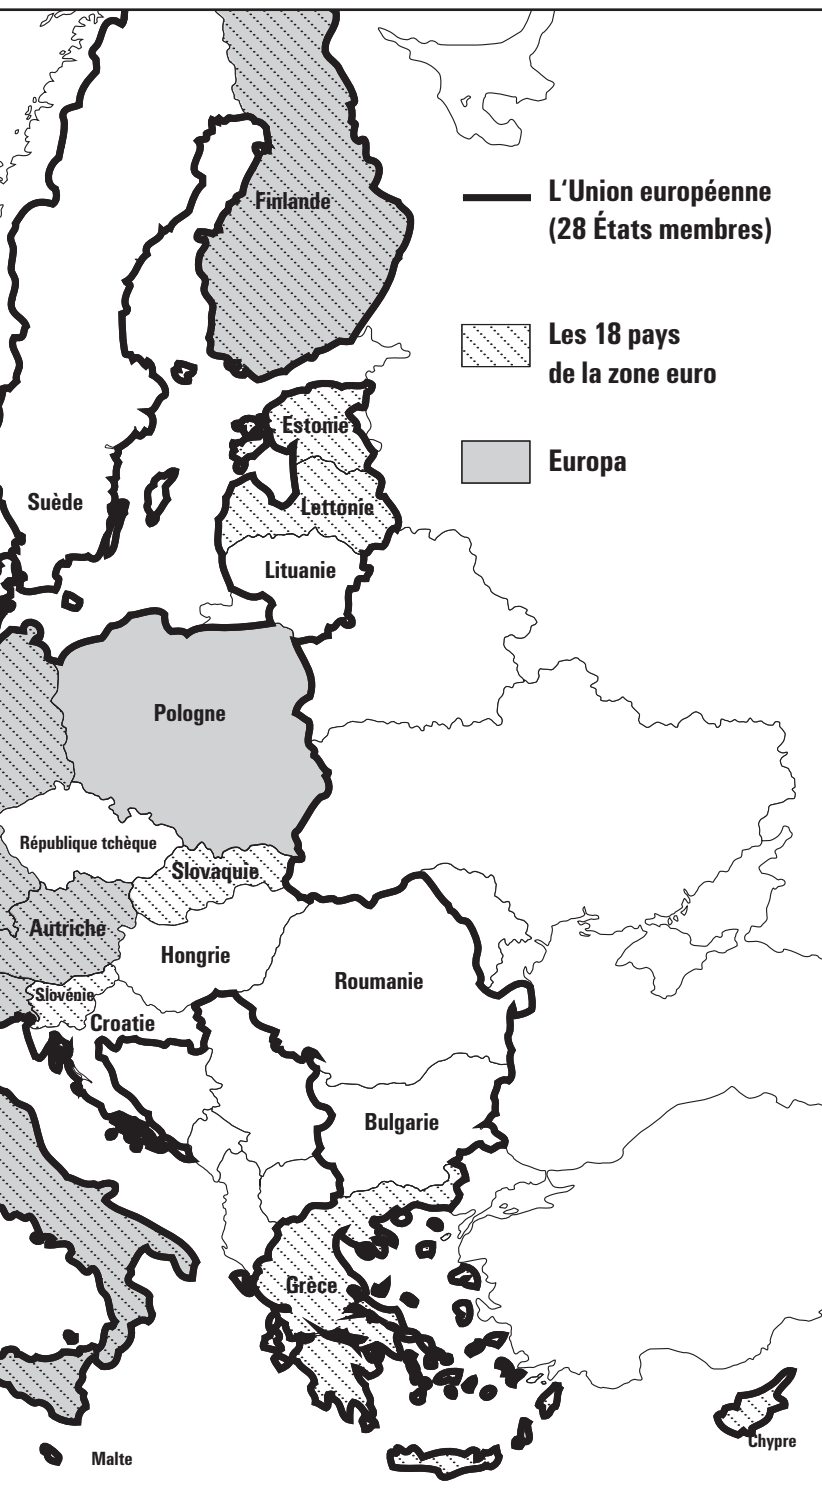 Finlande
L'Union européenne
(28 États membres)
Les 18 pays
de la zone euro
Estonie
Europa
Suède
Lettonie
Lituanie
Pologne
République tchèque
Slovaquie
Autriche
Hongrie
Roumanie
Slovénie
Croatie
Bulgarie
Grèce
Chypre
Malte